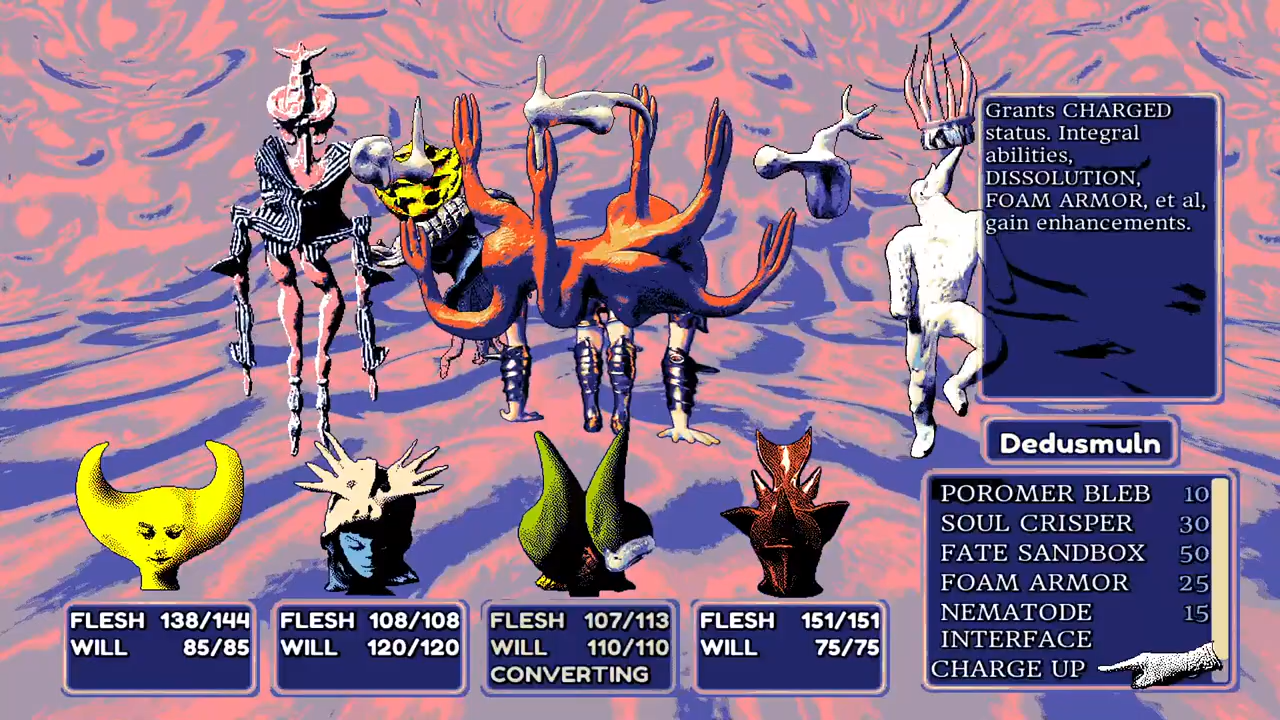 Grants CHARGED
status. Integral
abilities,
DISSOLUTION,
FOAM ARMOR, et al,
gain enhancements.
Dedusmuln
POROMER BLEB 10
SOUL CRISPER 30
FATE SANDBOX 50
FOAM ARMOR 25
NEMATODE 15
INTERFACE
CHARGE UP
FLESH 138/144
WILL 85/85
FLESH 108/108
WILL 120/120
FLESH 107/113
WILL 110/110
CONVERTING
FLESH 151/151
WILL 75/75